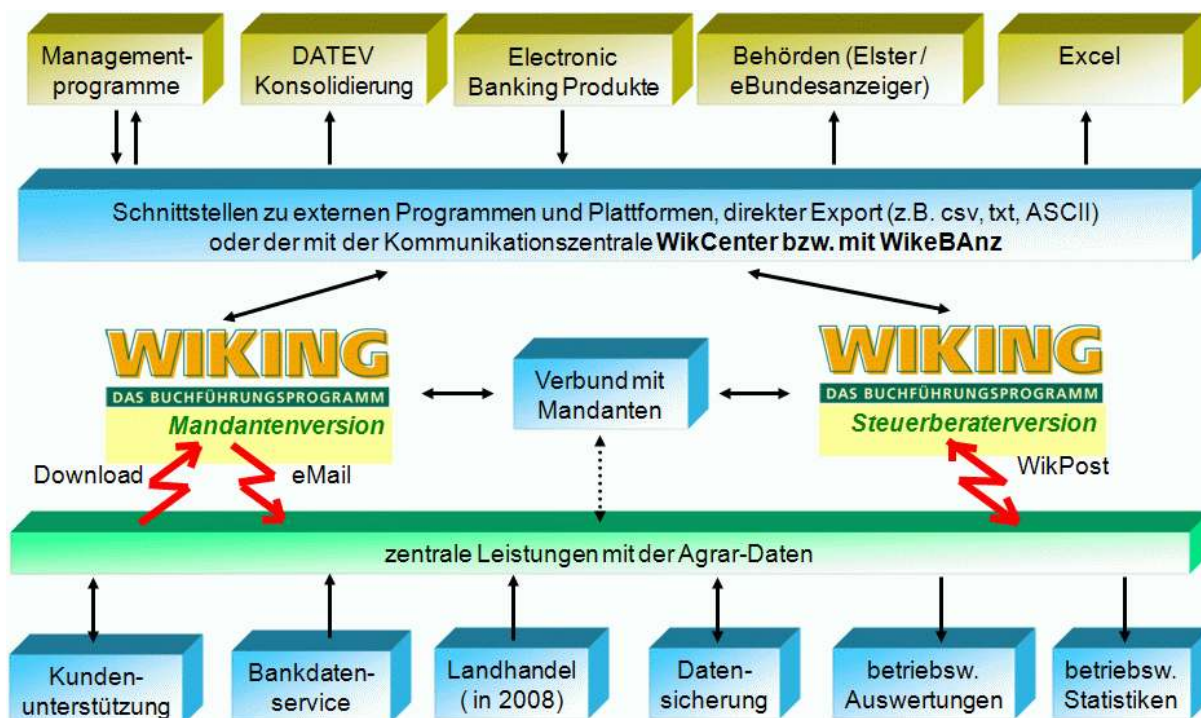 Management-
programme
DATEV
Konsolidierung
Electronic
Banking Produkte
Behörden (Elster /
eBundesanzeiger)
Excel
Schnittstellen zu externen Programmen und Plattformen, direkter Export (z.B. csv, txt, ASCII)
oder der mit der Kommunikationszentrale WikCenter bzw. mit WikeBAnz
WIKING
DAS BUCHFÜHRUNGSPROGRAMM
Mandantenversion
Verbund mit
Mandanten
WIKING
DAS BUCHFÜHRUNGSPROGRAMM
Steuerberaterversion
Download
eMail
WikPost
zentrale Leistungen mit der Agrar-Daten
Kunden-
unterstützung
Bankdaten-
service
Landhandel
( in 2008)
Daten-
sicherung
betriebsw.
Auswertungen
betriebsw.
Statistiken